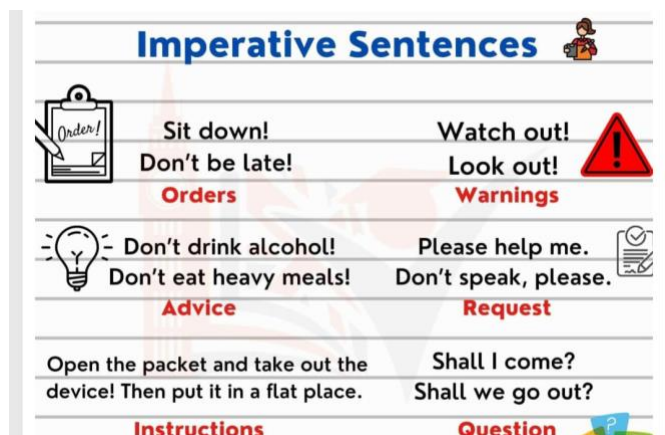 Imperative Sentences
Order!
Sit down!
Don't be late!
Orders
Watch out!
Look out!
Warnings
Don't drink alcohol!
Don't eat heavy meals!
Advice
Please help me.
Don't speak, please.
Request
Open the packet and take out the
device! Then put it in a flat place.
Instructions
Shall I come?
Shall we go out?
Question